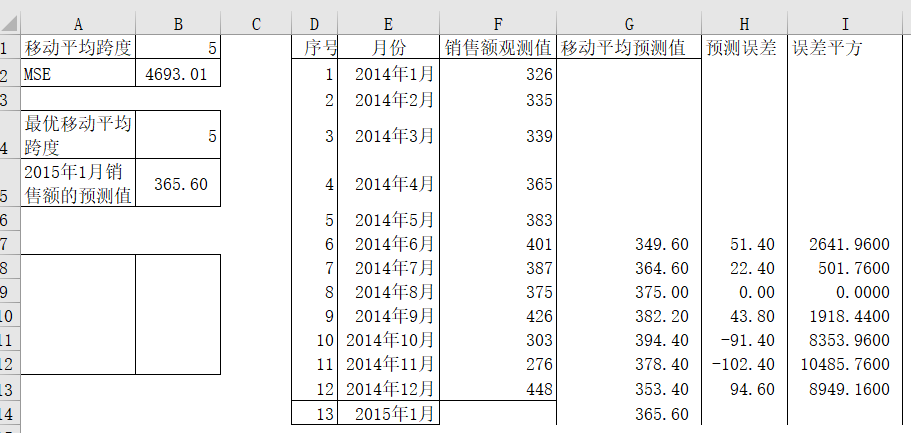 A B C D E F G H I
1 移动平均跨度 5 序号 月份 销售额观测值 移动平均预测值 预测误差 误差平方
2 MSE 4693.01 1 2014年1月 326
3 2 2014年2月 335
最优移动平均
4 跨度 5 3 2014年3月 339
2015年1月销
5 售额的预测值 365.60 4 2014年4月 365
6 5 2014年5月 383
7 6 2014年6月 401 349.60 51.40 2641.9600
8 7 2014年7月 387 364.60 22.40 501.7600
9 8 2014年8月 375 375.00 0.00 0.0000
10 9 2014年9月 426 382.20 43.80 1918.4400
11 10 2014年10月 303 394.40 -91.40 8353.9600
12 11 2014年11月 276 378.40 -102.40 10485.7600
13 12 2014年12月 448 353.40 94.60 8949.1600
14 13 2015年1月 365.60